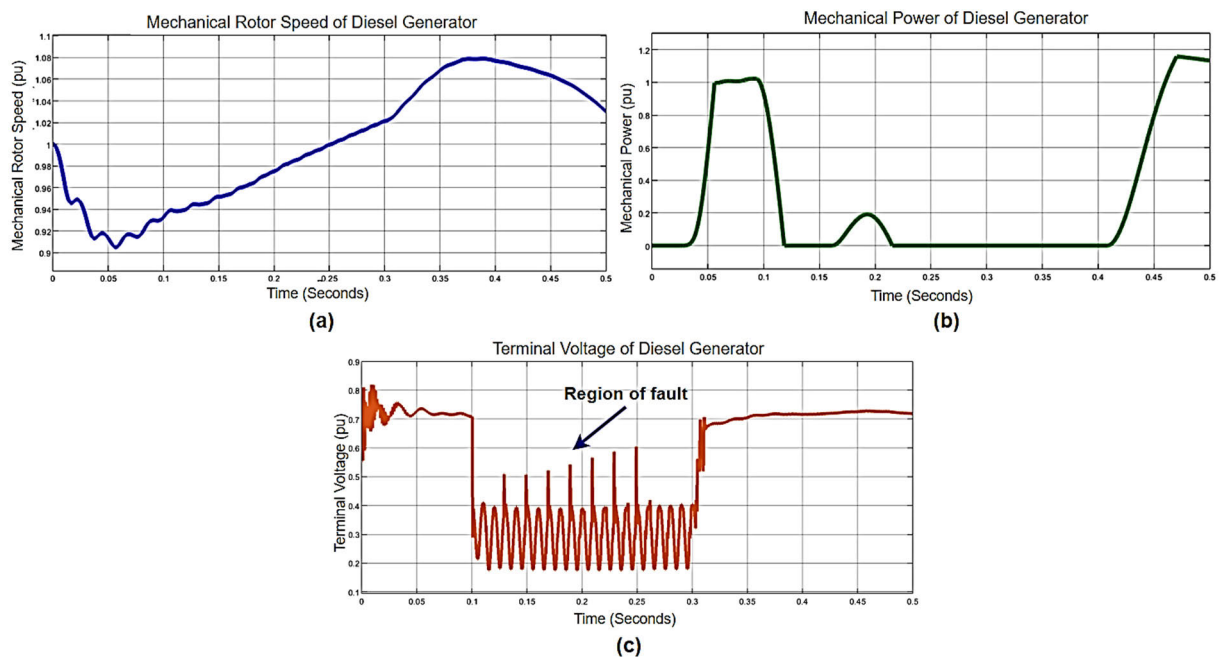 Mechanical Rotor Speed of Diesel Generator
Mechanical Rotor Speed (pu)
1.1
1.08
1.06
1.04
1.02
1
0.98
0.96
0.94
0.92
0.9
0 0.05 0.1 0.15 0.2 0.25 0.3 0.35 0.4 0.45 0.5
Time (Seconds)
(a)
Mechanical Power of Diesel Generator
Mechanical Power (pu)
1.2
1
0.8
0.6
0.4
0.2
0
0 0.05 0.1 0.15 0.2 0.25 0.3 0.35 0.4 0.45 0.5
Time (Seconds)
(b)
Terminal Voltage of Diesel Generator
Terminal Voltage (pu)
0.9
0.8
0.7
0.6
0.5
0.4
0.3
0.2
0.1
Region of fault
0 0.05 0.1 0.15 0.2 0.25 0.3 0.35 0.4 0.45 0.5
Time (Seconds)
(c)